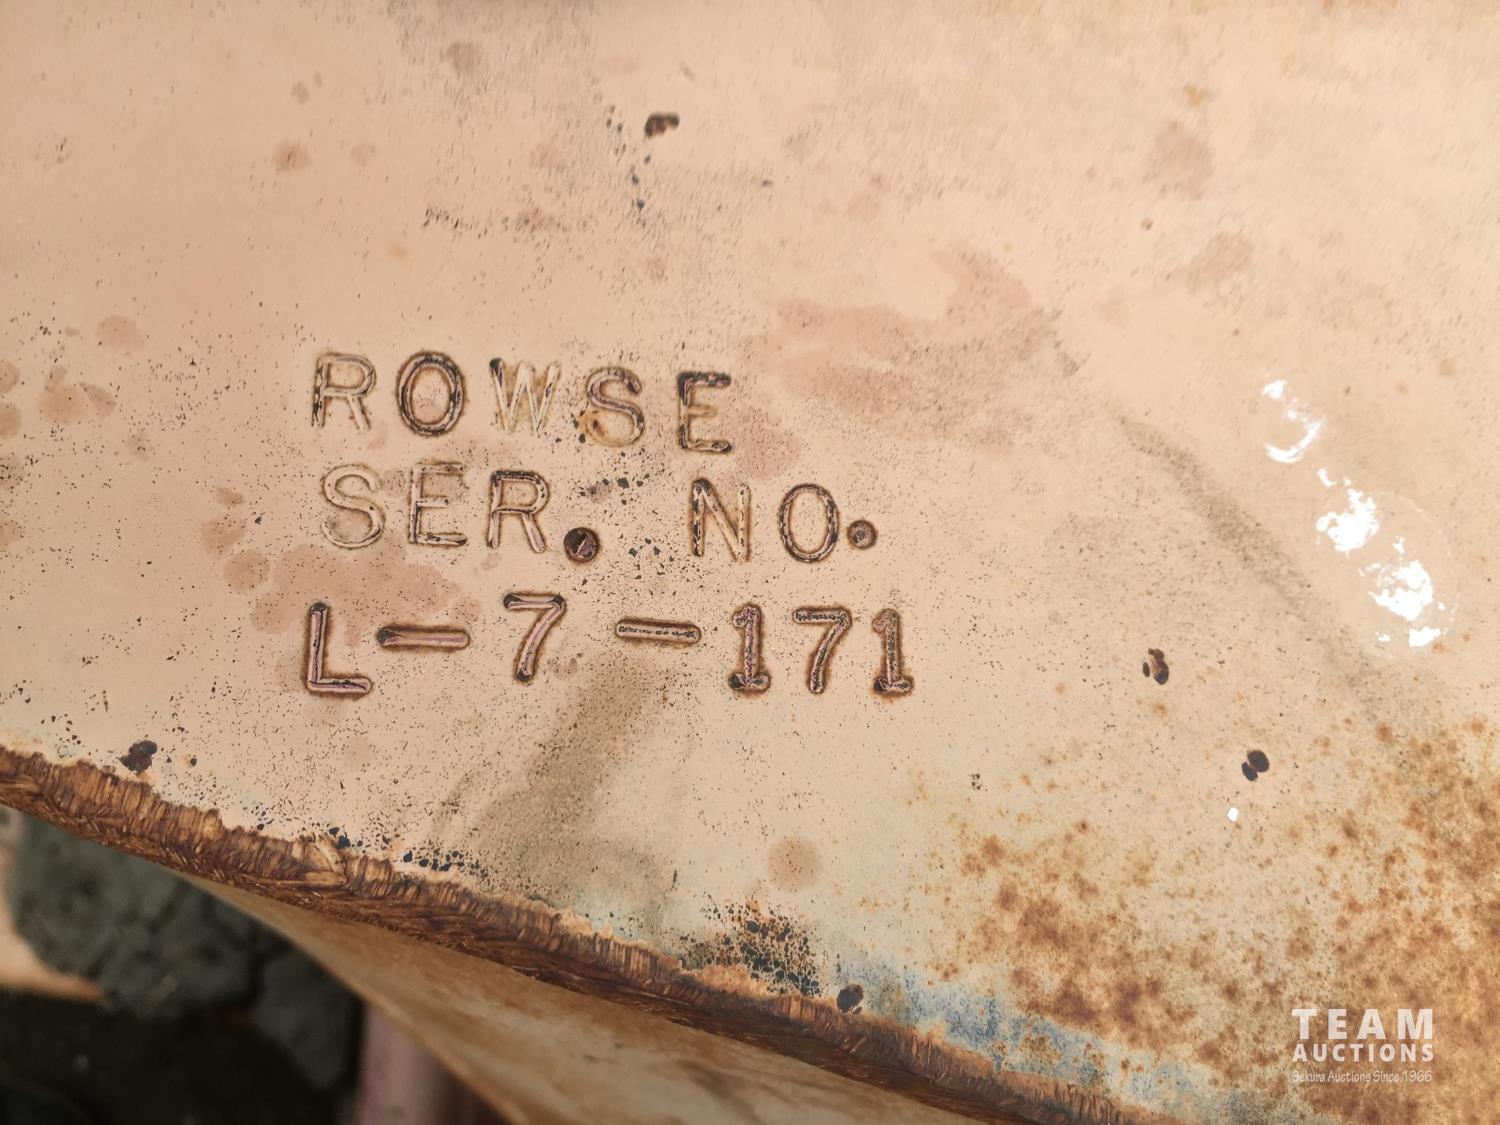 ROWSE
SER. NO.
L-7-171
TEAM
AUCTIONS
Sekura Auctions Since 1966